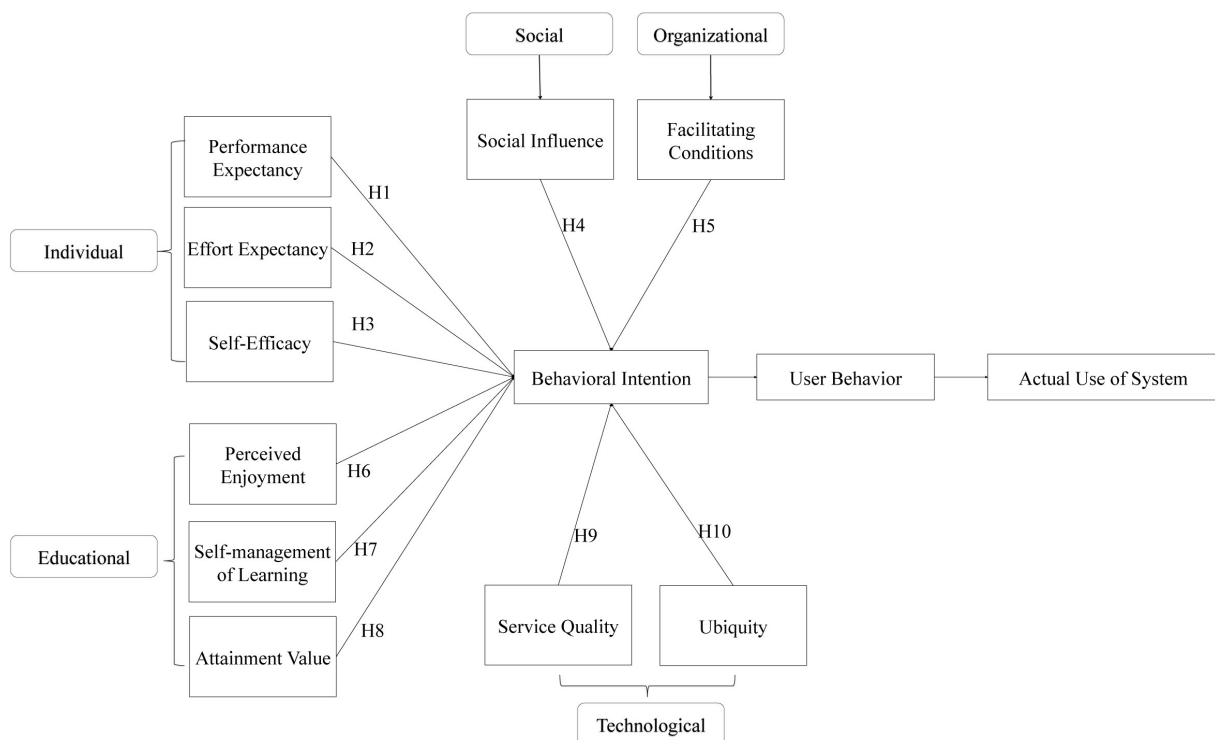 Social
Organizational
Social Influence
Facilitating
Conditions
Performance
Expectancy
H1
H4
H5
Individual
Effort Expectancy
H2
Self-Efficacy
H3
Behavioral Intention
User Behavior
Actual Use of System
Perceived
Enjoyment
H6
Educational
Self-management
of Learning
H7
H9
H10
Attainment Value
H8
Service Quality
Ubiquity
Technological